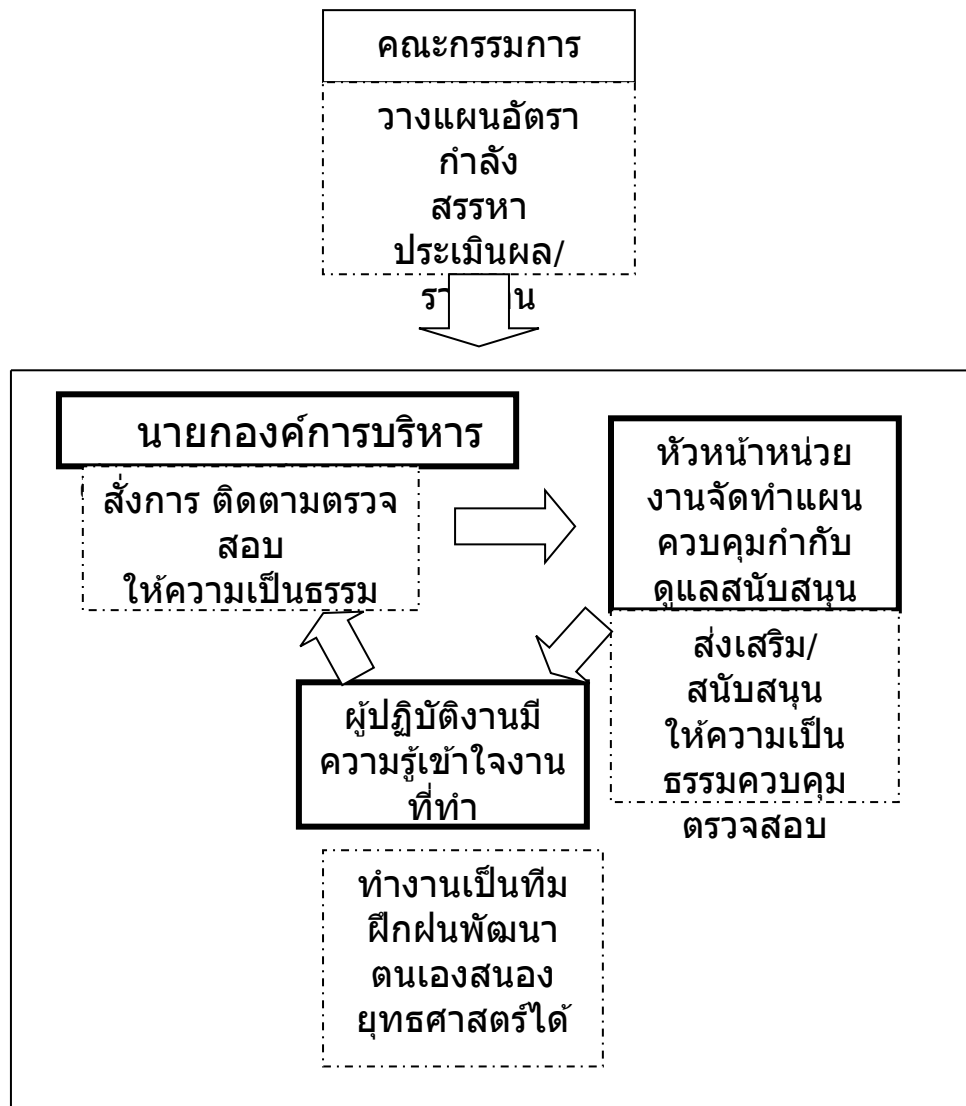 คณะกรรมการ
วางแผนอัตรา
กำลัง
สรรหา
ประเมินผล/
นายกองค์การบริหาร
สั่งการ ติดตามตรวจ
สอบ
ให้ความเป็นธรรม
หัวหน้าหน่วย
งานจัดทำแผน
ควบคุมกำกับ
ดูแลสนับสนุน
ส่งเสริม/
สนับสนุน
ให้ความเป็น
ธรรมควบคุม
ตรวจสอบ
ผู้ปฏิบัติงานมี
ความรู้เข้าใจงาน
ที่ทำ
ทำงานเป็นทีม
ฝึกฝนพัฒนา
ตนเองสนอง
ยุทธศาสตร์ได้